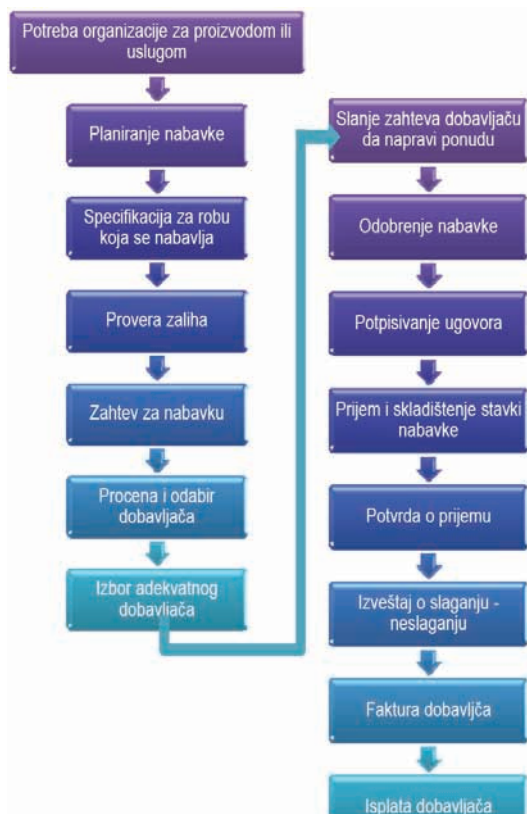 Potreba organizacije za proizvodom ili
uslugom
Planiranje nabavke
Specifikacija za robu
koja se nabavlja
Provera zaliha
Zahtev za nabavku
Procena i odabir
dobavljača
Izbor adekvatnog
dobavljača
Slanje zahteva dobavljaču
da napravi ponudu
Odobrenje nabavke
Potpisivanje ugovora
Prijem i skladištenje stavki
nabavke
Potvrda o prijemu
Izveštaj o slaganju -
neslaganju
Faktura dobavljča
Isplata dobavljača